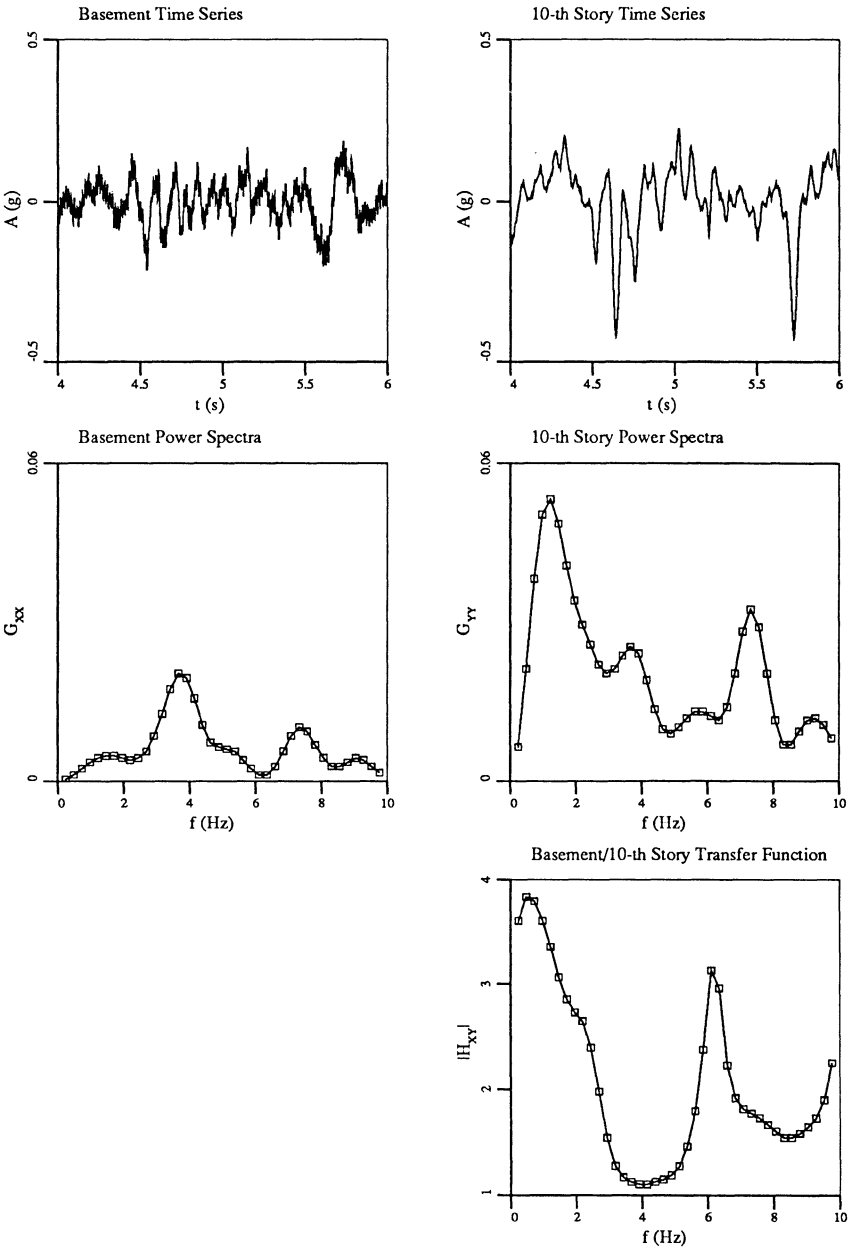 Basement Time Series
0.5
0
-0.5
A (g)
4 4.5 5 5.5 6
t (s)
10-th Story Time Series
0.5
0
-0.5
A (g)
4 4.5 5 5.5 6
t (s)
Basement Power Spectra
0.06
0
GXX
0 2 4 6 8 10
f (Hz)
10-th Story Power Spectra
0.06
0
GYY
0 2 4 6 8 10
f (Hz)
Basement/10-th Story Transfer Function
4
3
2
1
|HXY|
0 2 4 6 8 10
f (Hz)